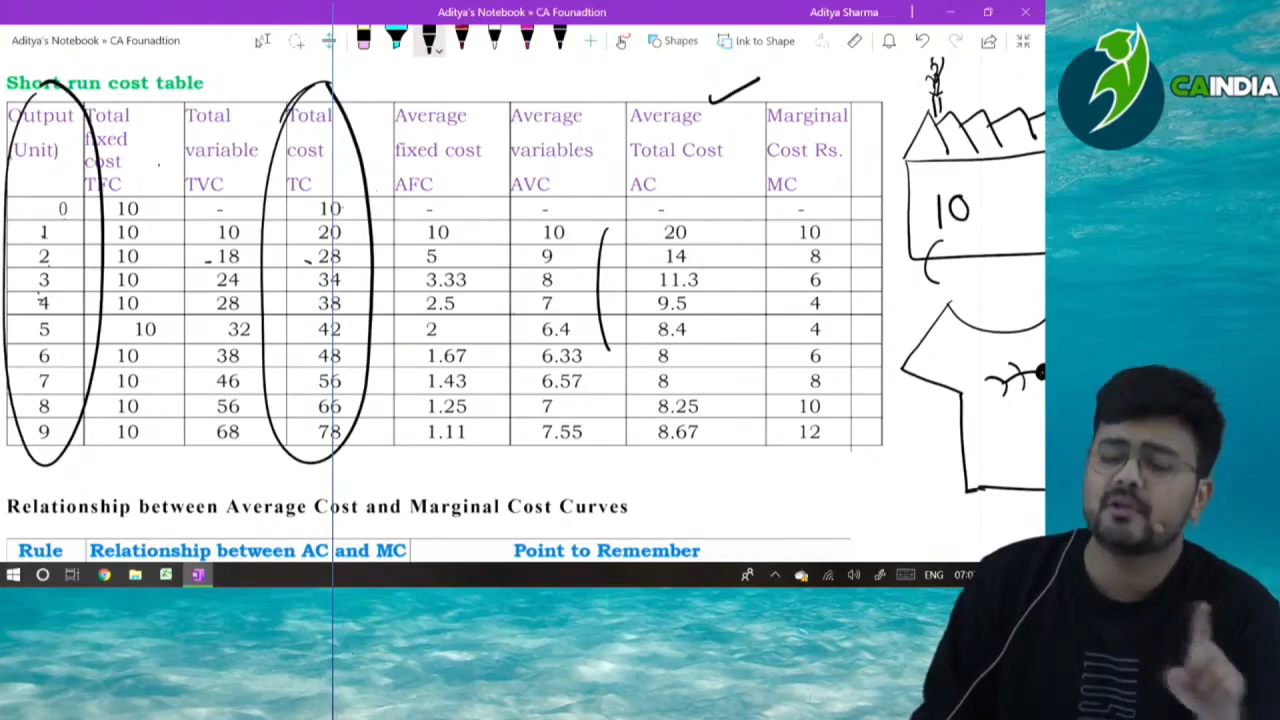 Aditya's Notebook » CA Founadtion
Aditya Sharma
Aditya's Notebook » CA Founadtion
Shapes
Ink to Shape
CAINDIA
Short run cost table
Output (Unit) | Total fixed cost TFC | Total variable TVC | Total cost TC | Average fixed cost AFC | Average variables AVC | Average Total Cost AC | Marginal Cost Rs. MC
0 | 10 | - | 10 | - | - | - | -
1 | 10 | 10 | 20 | 10 | 10 | 20 | 10
2 | 10 | 18 | 28 | 5 | 9 | 14 | 8
3 | 10 | 24 | 34 | 3.33 | 8 | 11.3 | 6
4 | 10 | 28 | 38 | 2.5 | 7 | 9.5 | 4
5 | 10 | 32 | 42 | 2 | 6.4 | 8.4 | 4
6 | 10 | 38 | 48 | 1.67 | 6.33 | 8 | 6
7 | 10 | 46 | 56 | 1.43 | 6.57 | 8 | 8
8 | 10 | 56 | 66 | 1.25 | 7 | 8.25 | 10
9 | 10 | 68 | 78 | 1.11 | 7.55 | 8.67 | 12
10
Relationship between Average Cost and Marginal Cost Curves
Rule | Relationship between AC and MC | Point to Remember
ENG